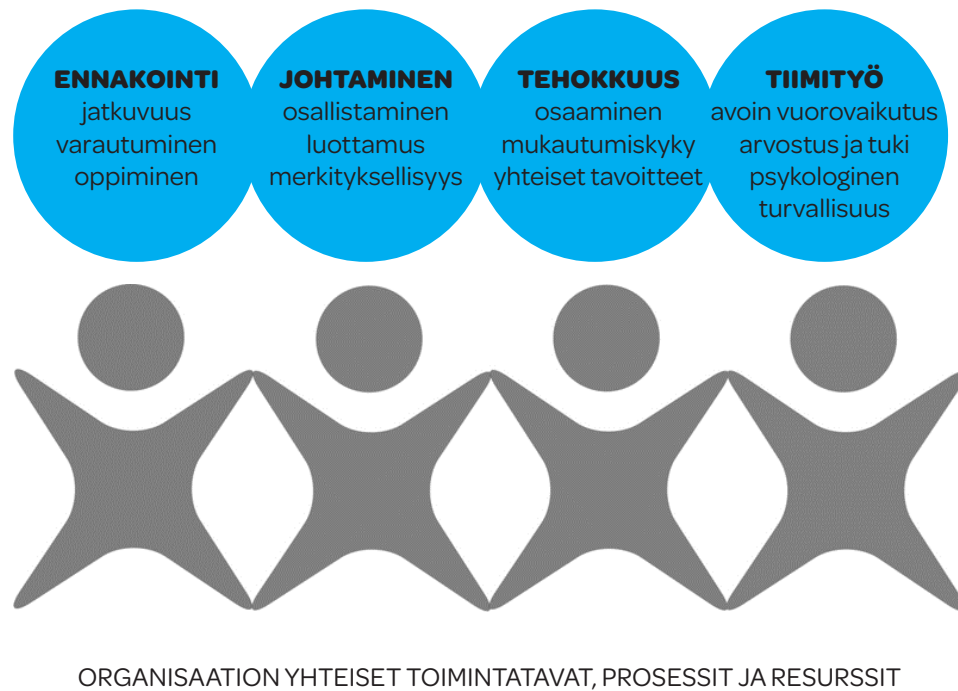 ENNAKOINTI
jatkuvuus
varautuminen
oppiminen
JOHTAMINEN
osallistaminen
luottamus
merkityksellisyys
TEHOKKUUS
osaaminen
mukautumiskyky
yhteiset tavoitteet
TIIMITYÖ
avoin vuorovaikutus
arvostus ja tuki
psykologinen
turvallisuus
ORGANISAATION YHTEISET TOIMINTATAVAT, PROSESSIT JA RESURSSIT